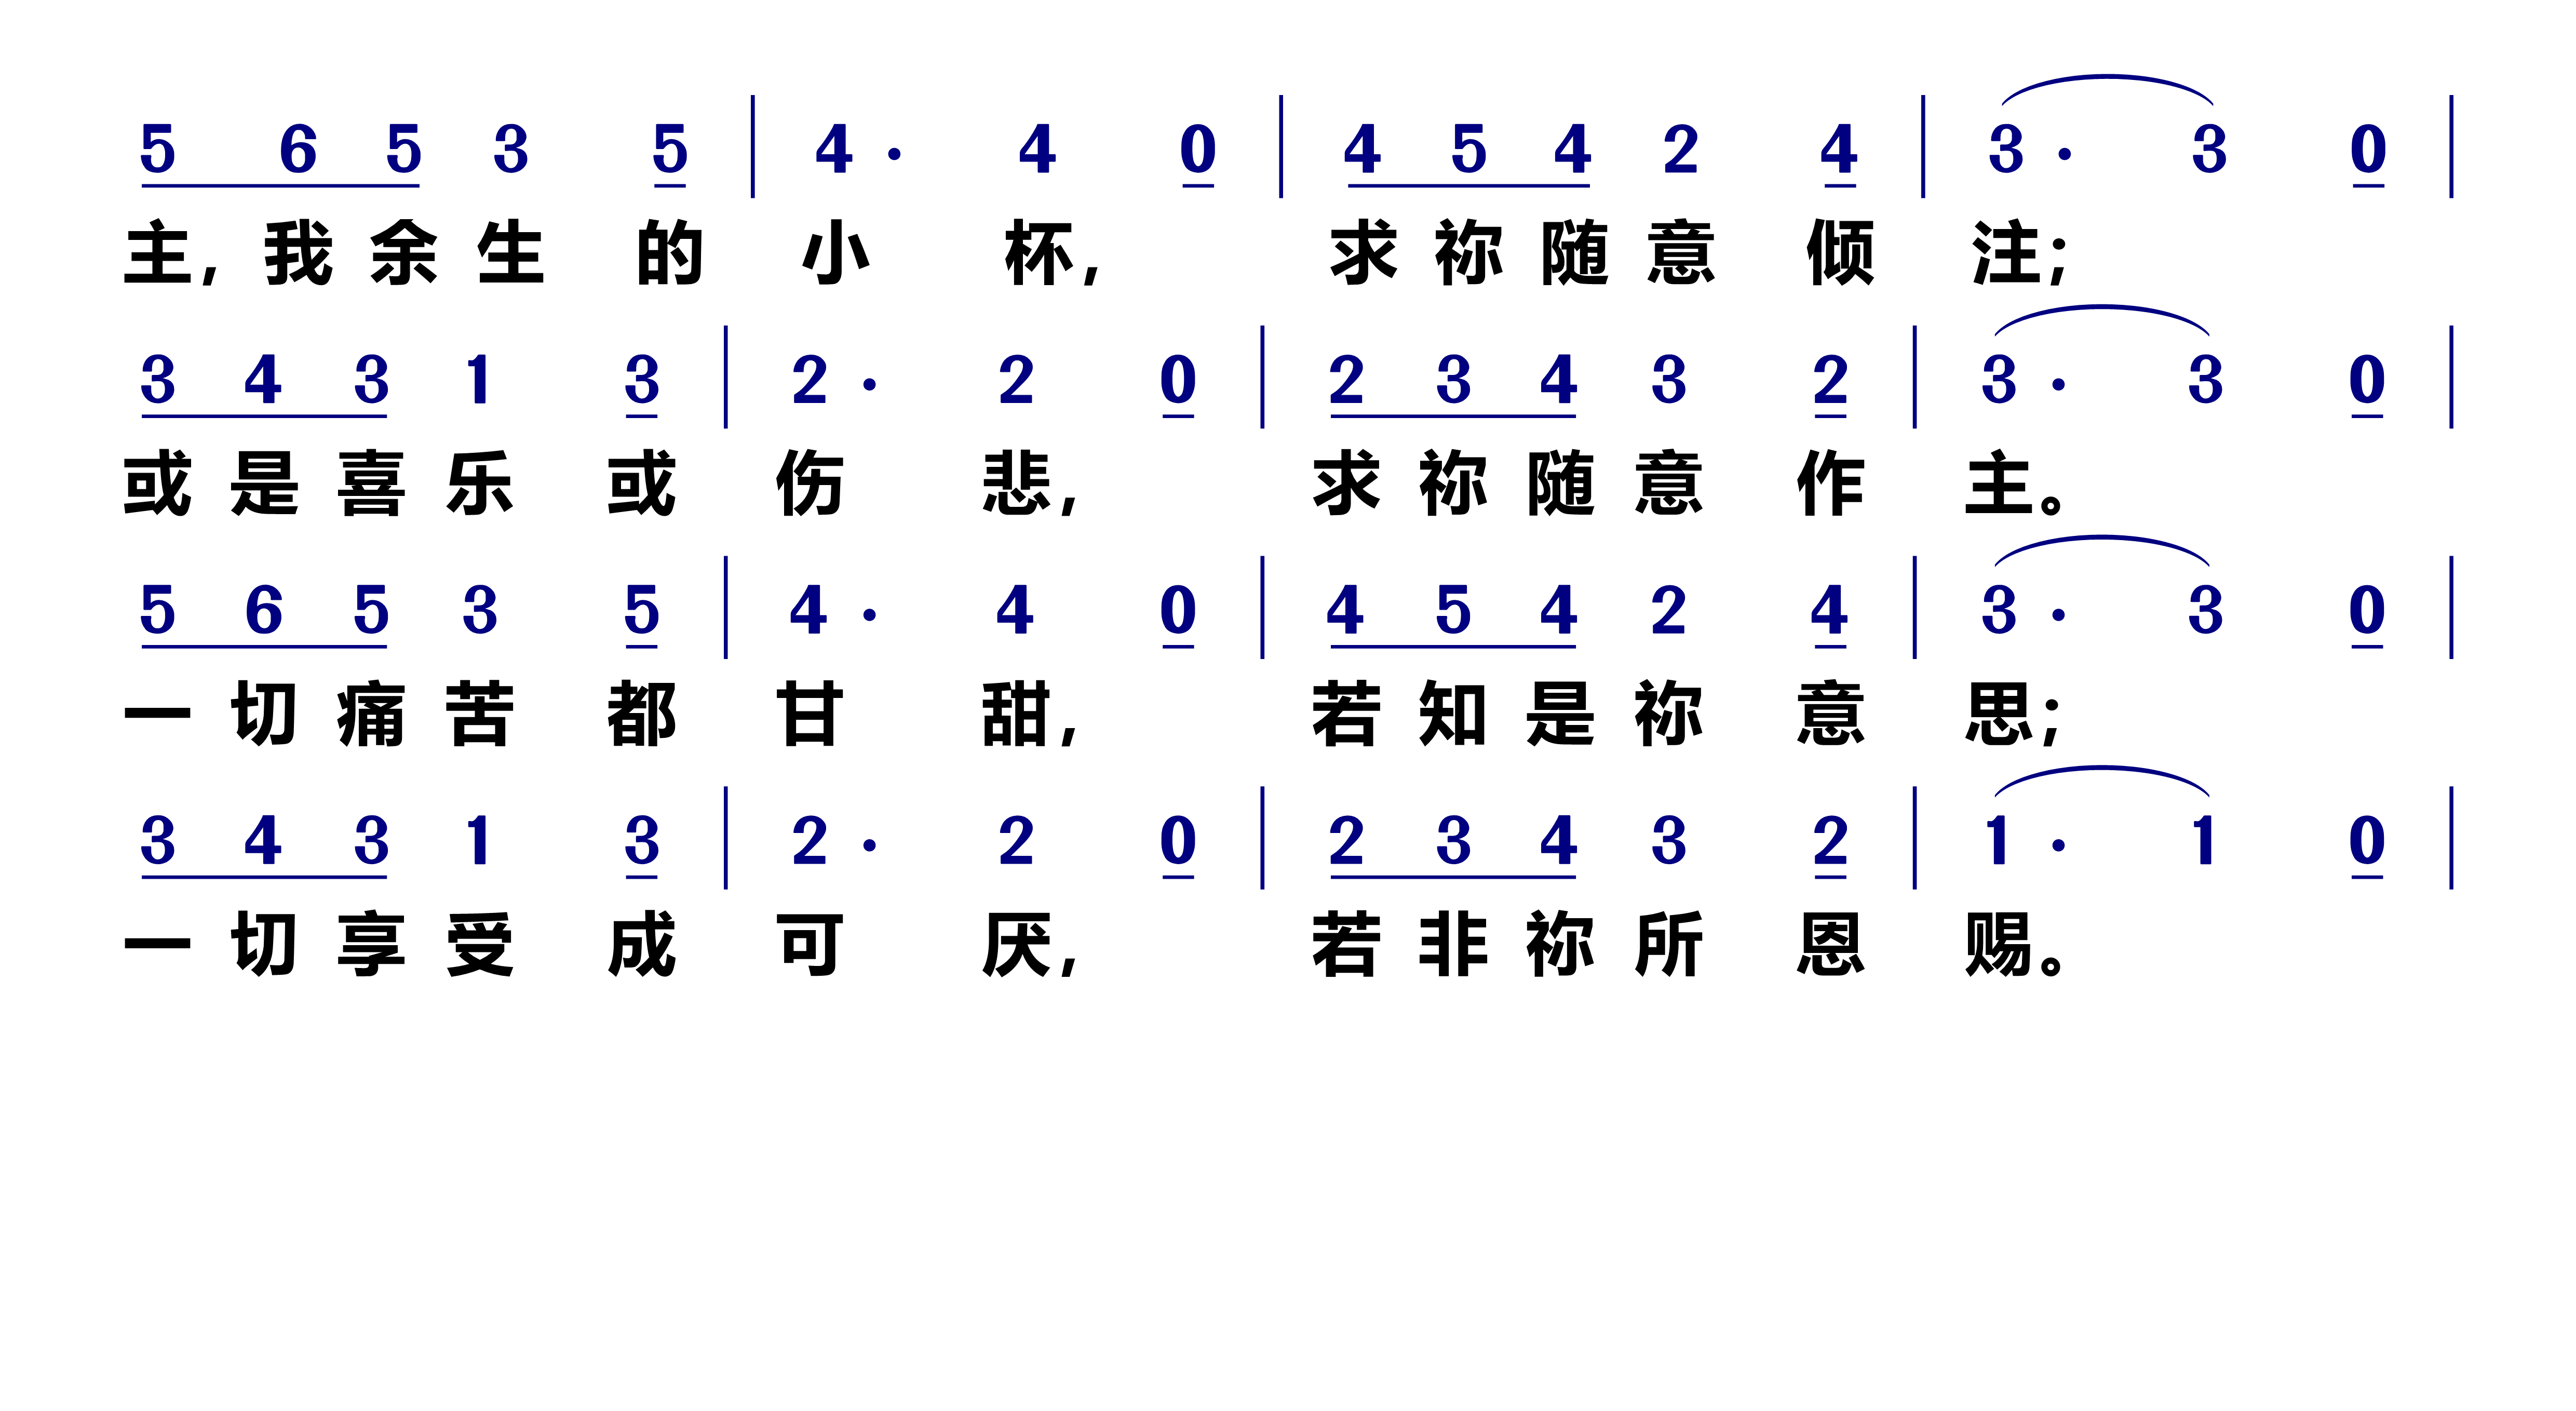 5 6 5 3 5 | 4 · 4 0 | 4 5 4 2 4 | 3 · 3 0 |
主,我余生的小杯,求祢随意倾注;
3 4 3 1 3 | 2 · 2 0 | 2 3 4 3 2 | 3 · 3 0 |
或是喜乐或伤悲,求祢随意作主。
5 6 5 3 5 | 4 · 4 0 | 4 5 4 2 4 | 3 · 3 0 |
一切痛苦都甘甜,若知是祢意思;
3 4 3 1 3 | 2 · 2 0 | 2 3 4 3 2 | 1 · 1 0 |
一切享受成可厌,若非祢所恩赐。